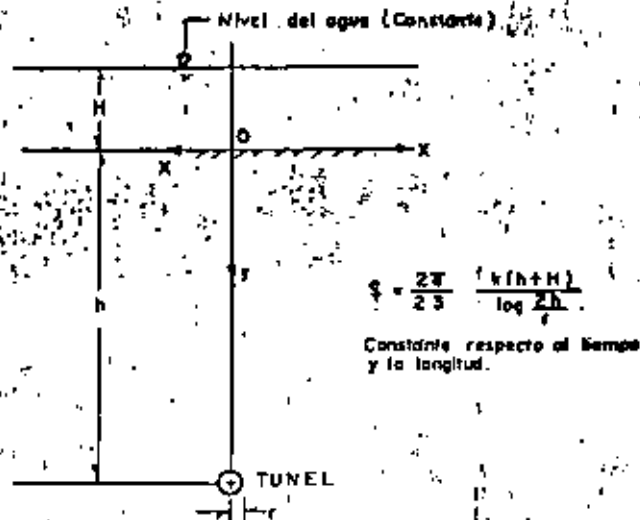 Nivel del agua (Constante)
H
O
X
X
y
h
q = 2π/2.3 k(h+H)/log 2h/r
Constante respecto al tiempo
y la longitud.
TUNEL
r